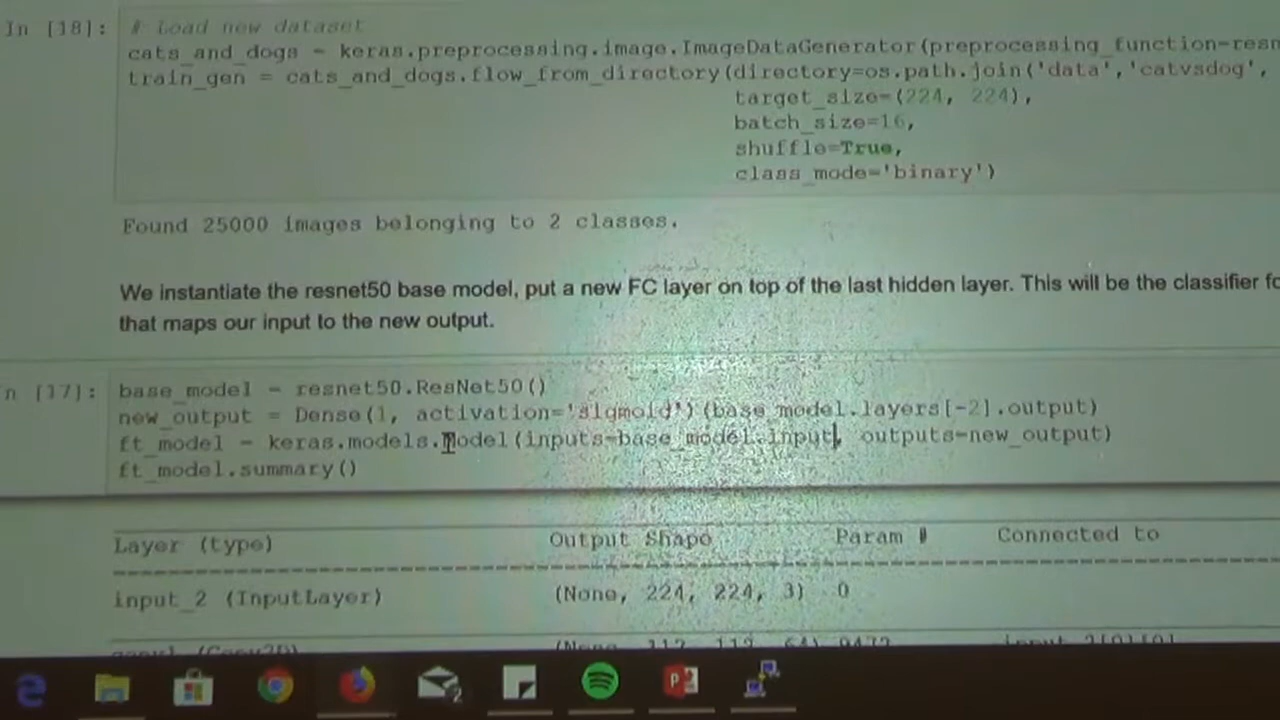 In [18]: # Load new dataset
cats_and_dogs = keras.preprocessing.image.ImageDataGenerator(preprocessing_function=resn
train_gen = cats_and_dogs.flow_from_directory(directory=os.path.join('data','catvsdog',
target_size=(224, 224),
batch_size=16,
shuffle=True,
class_mode='binary')
Found 25000 images belonging to 2 classes.
We instantiate the resnet50 base model, put a new FC layer on top of the last hidden layer. This will be the classifier fo
that maps our input to the new output.
n [17]: base_model = resnet50.ResNet50()
new_output = Dense(1, activation='sigmoid')(base_model.layers[-2].output)
ft_model = keras.models.Model(inputs=base_model.input, outputs=new_output)
ft_model.summary()
Layer (type) Output Shape Param # Connected to
input_2 (InputLayer) (None, 224, 224, 3) 0